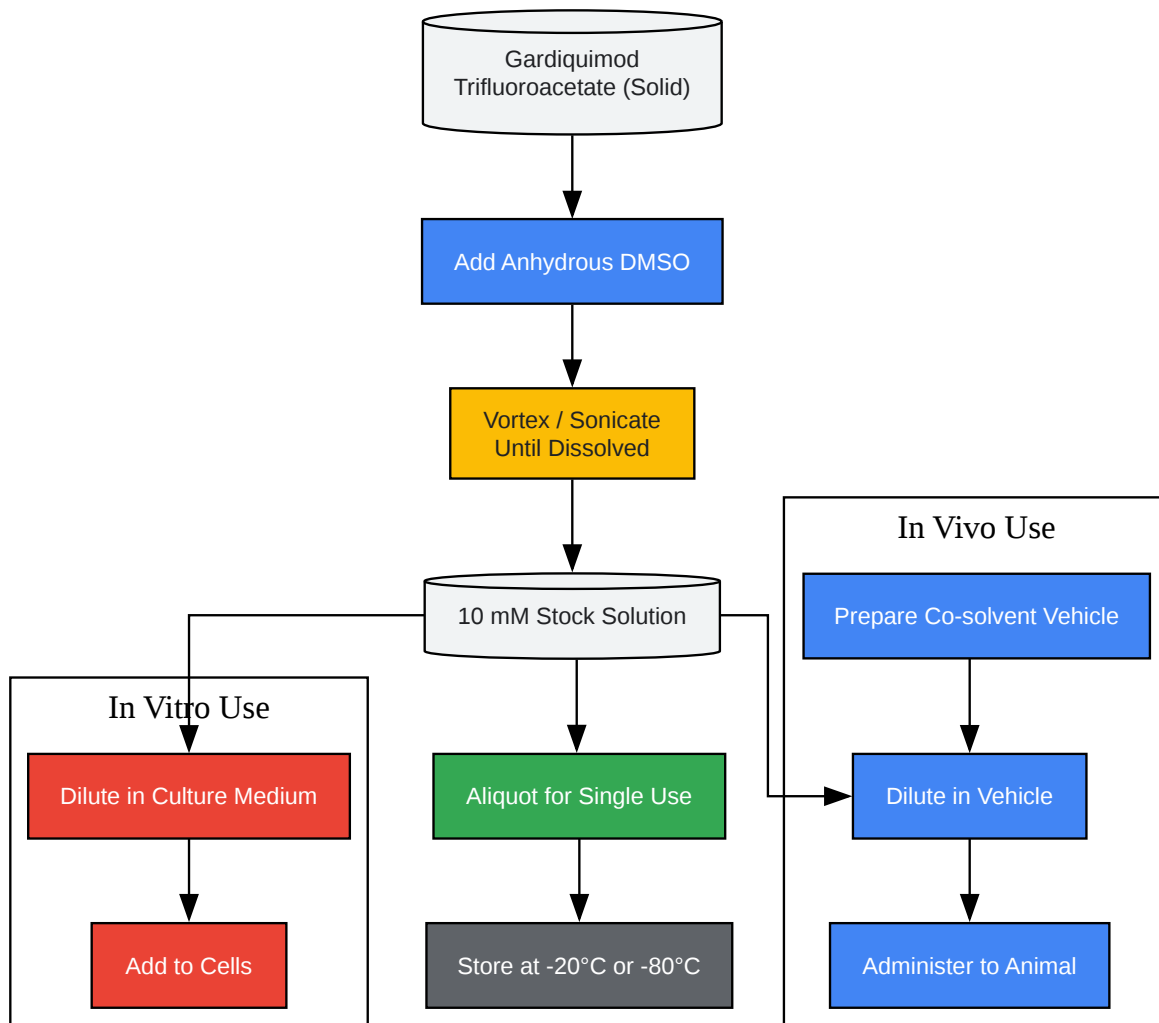 Gardiquimod
Trifluoroacetate (Solid)
Add Anhydrous DMSO
Vortex / Sonicate
Until Dissolved
10 mM Stock Solution
In Vivo Use
Prepare Co-solvent Vehicle
In Vitro Use
Dilute in Culture Medium
Aliquot for Single Use
Dilute in Vehicle
Add to Cells
Store at -20°C or -80°C
Administer to Animal